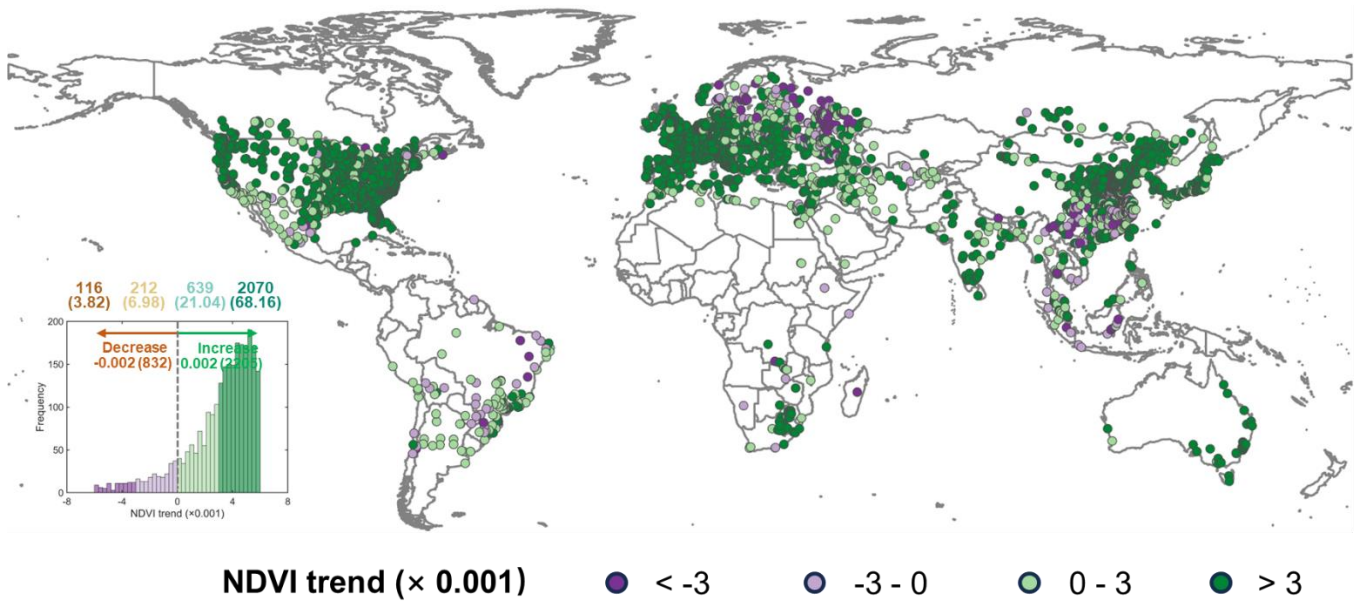 116 212 639 2070
(3.82) (6.98) (21.04) (68.16)
200
Decrease Increase
-0.002 (832) 0.002 (2205)
150
Frequency
100
50
0
-8 -4 0 4 8
NDVI trend (×0.001)
NDVI trend (× 0.001) < -3 -3 - 0 0 - 3 > 3